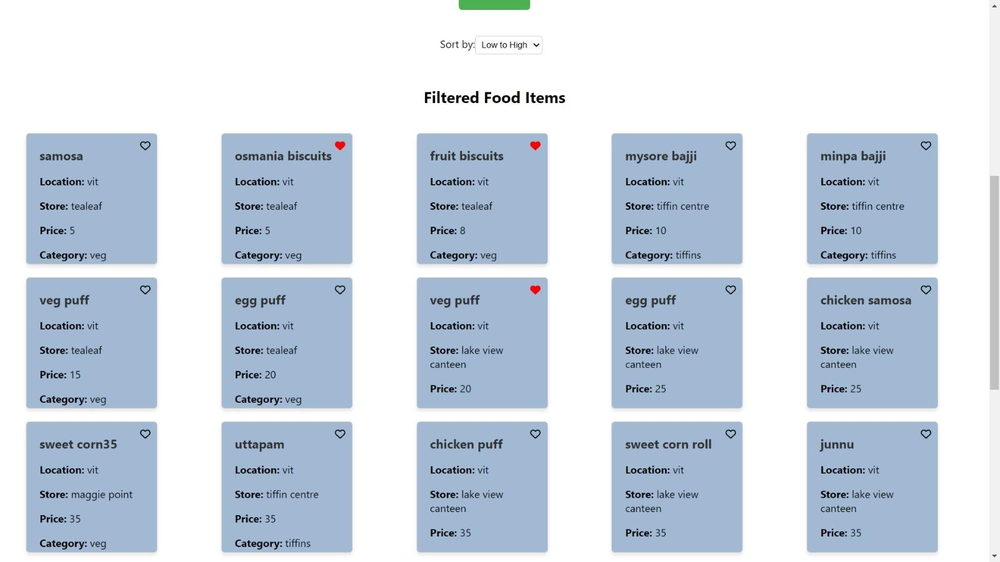 Sort by: Low to High
Filtered Food Items
samosa
Location: vit
Store: tealeaf
Price: 5
Category: veg
osmania biscuits
Location: vit
Store: tealeaf
Price: 5
Category: veg
fruit biscuits
Location: vit
Store: tealeaf
Price: 8
Category: veg
mysore bajji
Location: vit
Store: tiffin centre
Price: 10
Category: tiffins
minpa bajji
Location: vit
Store: tiffin centre
Price: 10
Category: tiffins
veg puff
Location: vit
Store: tealeaf
Price: 15
Category: veg
egg puff
Location: vit
Store: tealeaf
Price: 20
Category: veg
veg puff
Location: vit
Store: lake view
canteen
Price: 20
egg puff
Location: vit
Store: lake view
canteen
Price: 25
chicken samosa
Location: vit
Store: lake view
canteen
Price: 25
sweet corn35
Location: vit
Store: maggie point
Price: 35
Category: veg
uttapam
Location: vit
Store: tiffin centre
Price: 35
Category: tiffins
chicken puff
Location: vit
Store: lake view
canteen
Price: 35
sweet corn roll
Location: vit
Store: lake view
canteen
Price: 35
junnu
Location: vit
Store: lake view
canteen
Price: 35